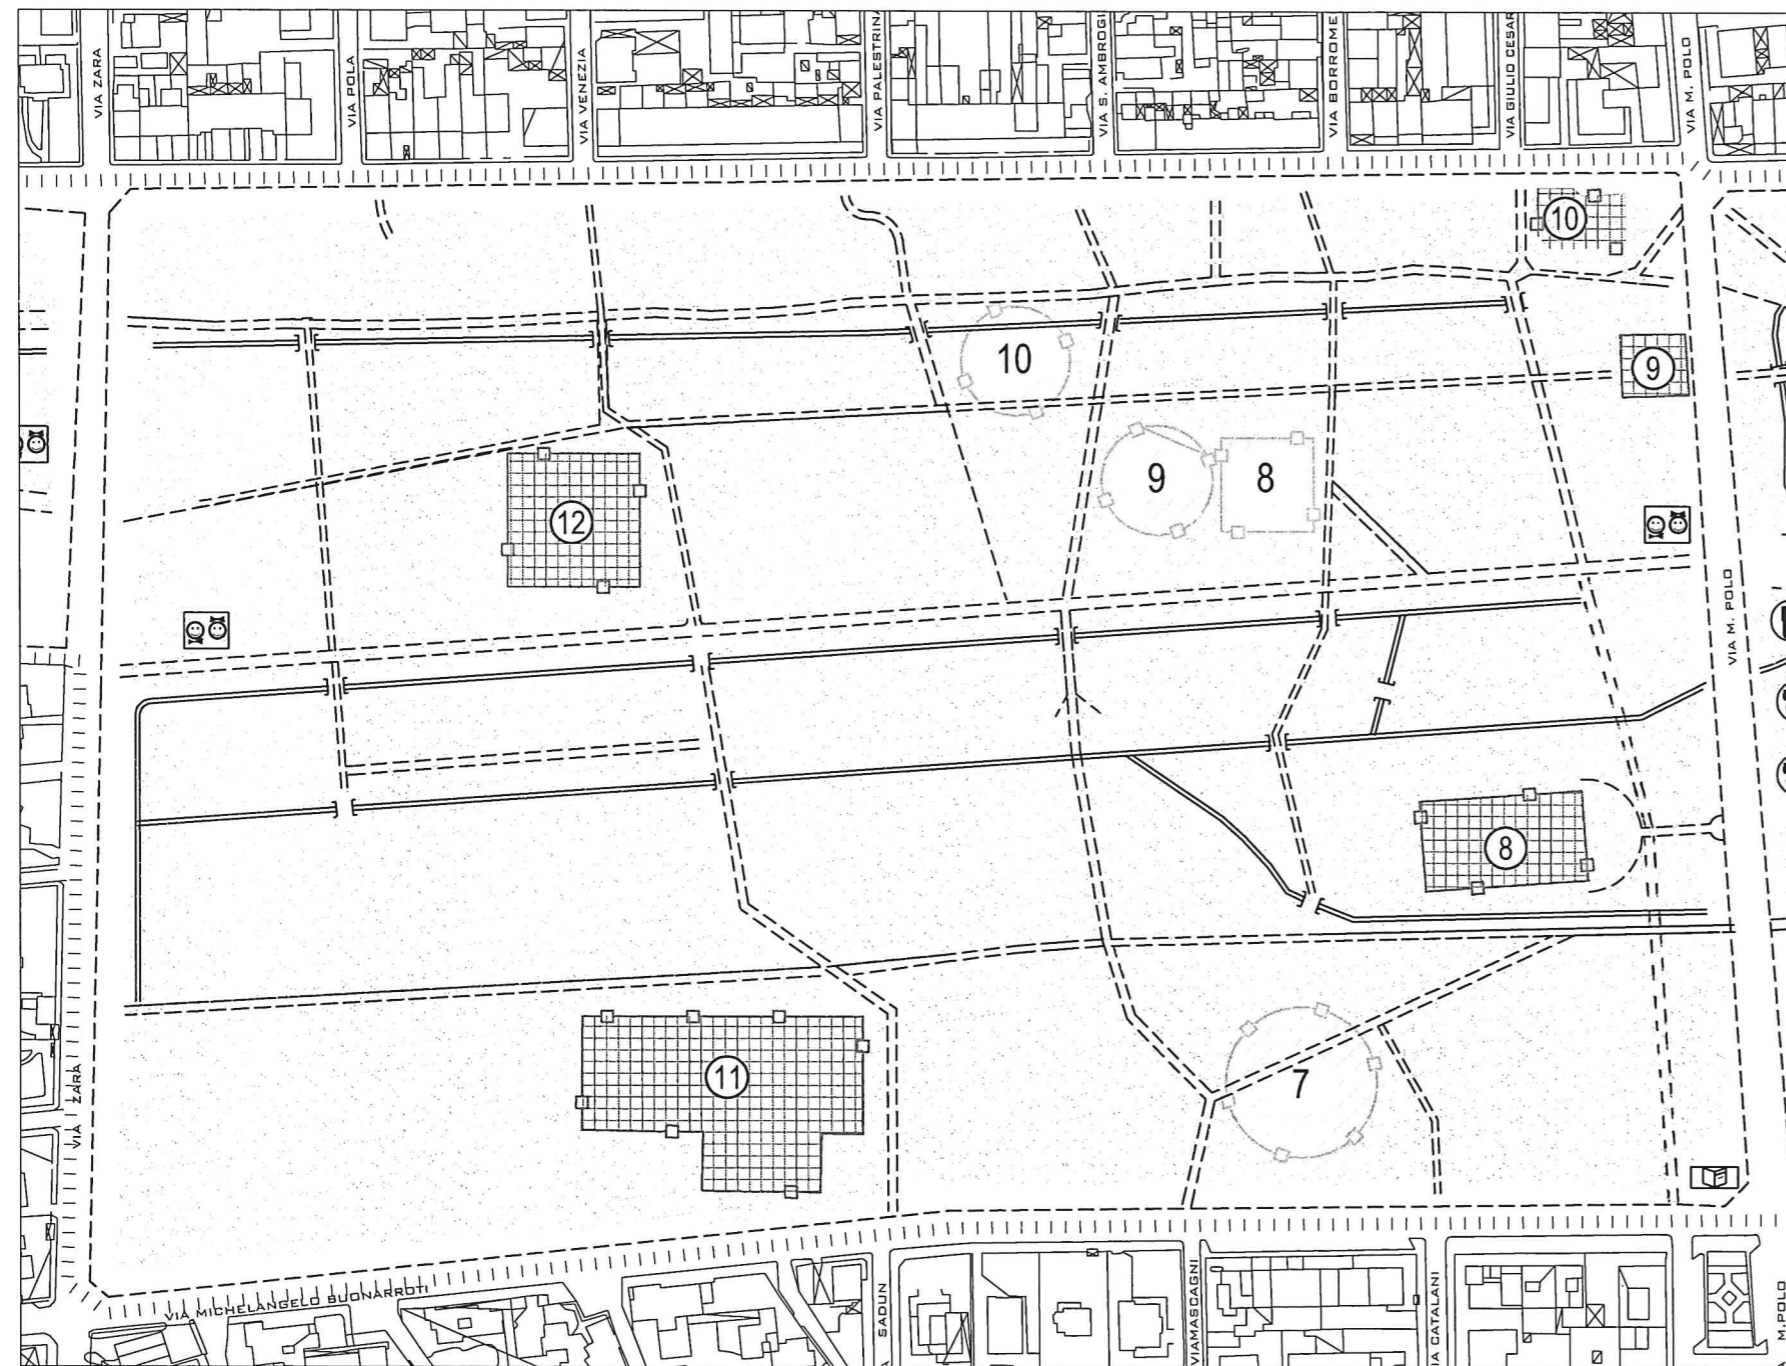 VIA ZARA
VIA POLA
VIA VENEZIA
VIA PALESTRINA
VIA S. AMBROGI
VIA BORROME
VIA GIULIO CESAR
VIA M. POLO
10
10
9
9
8
12
VIA M. POLO
8
11
7
VIA ZARA
VIA MICHELANGELO BUONARROTI
A SADUN
VIA MASCAGNI
IA CATALANI
M.POLO